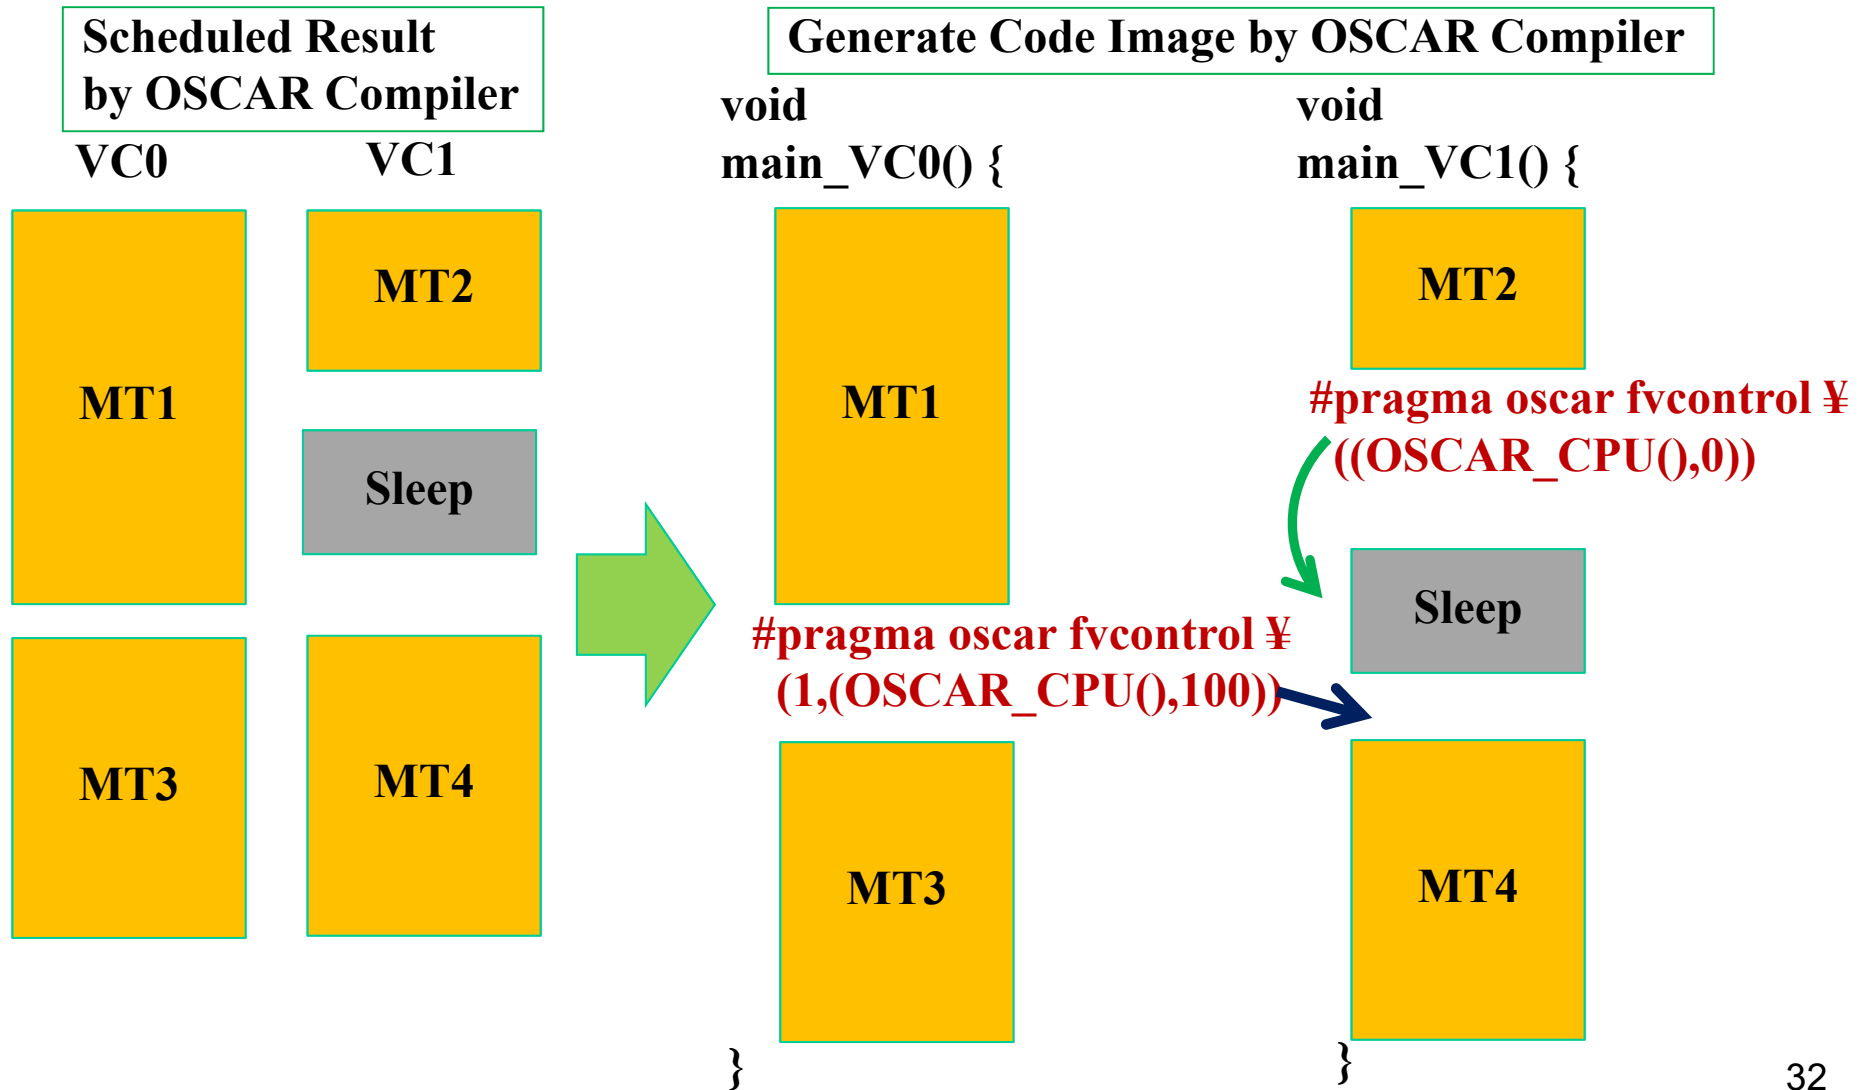 Scheduled Result
by OSCAR Compiler
VC0
VC1
MT1
MT2
Sleep
MT3
MT4
Generate Code Image by OSCAR Compiler
void
main_VC0() {
MT1
#pragma oscar fvcontrol ¥
(1,(OSCAR_CPU(),100))
MT3
}
void
main_VC1() {
MT2
#pragma oscar fvcontrol ¥
((OSCAR_CPU(),0))
Sleep
MT4
}
32